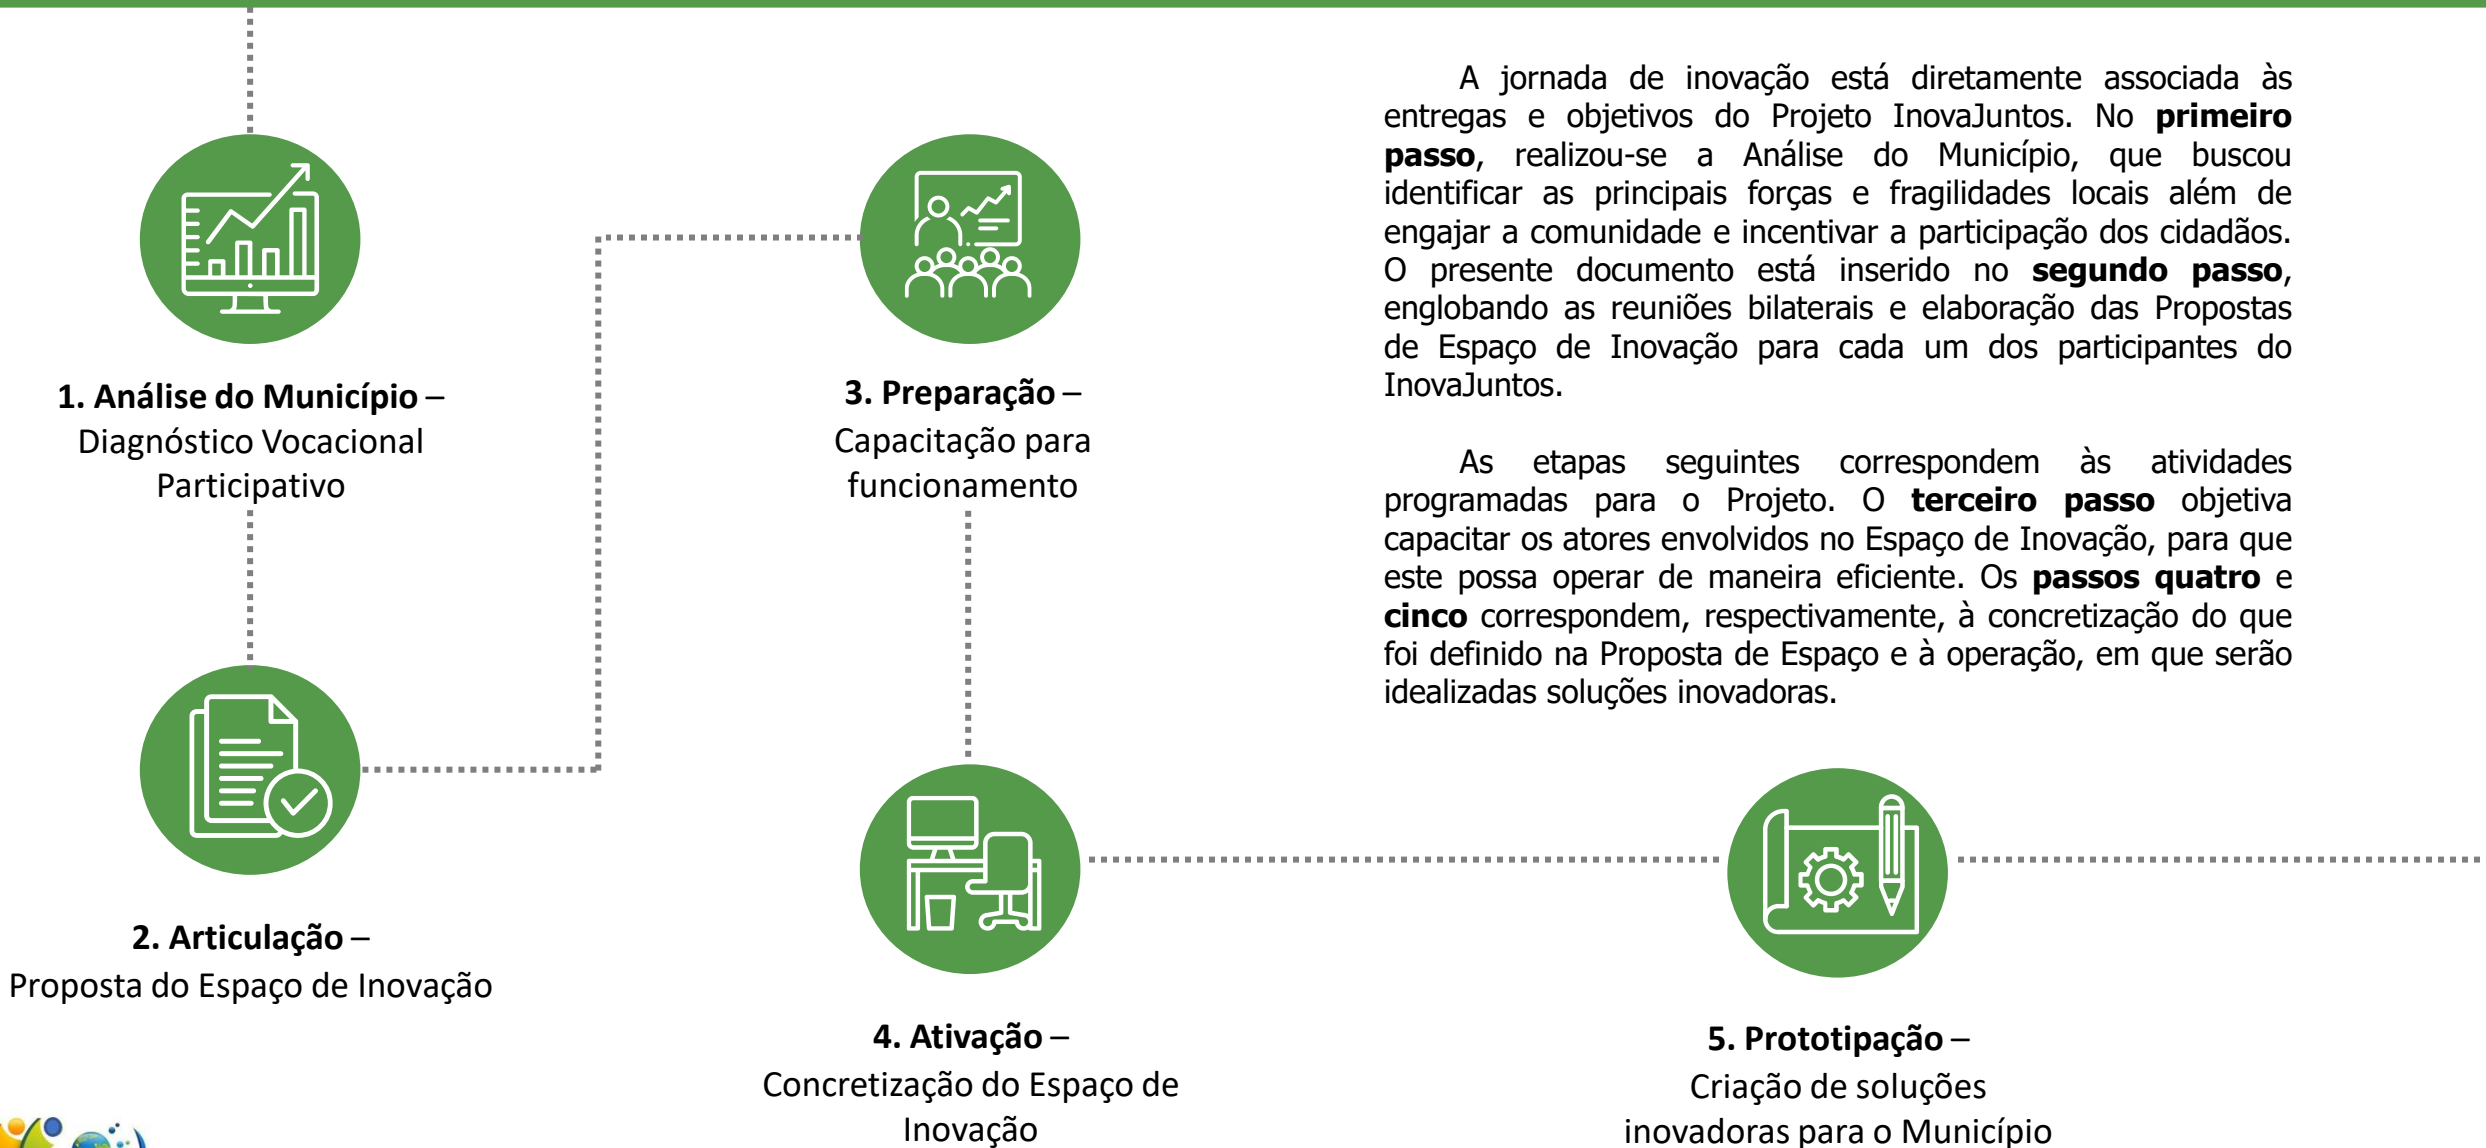 1. Análise do Município –
Diagnóstico Vocacional
Participativo
2. Articulação –
Proposta do Espaço de Inovação
3. Preparação –
Capacitação para
funcionamento
4. Ativação –
Concretização do Espaço de
Inovação
5. Prototipação –
Criação de soluções
inovadoras para o Município
A jornada de inovação está diretamente associada às
entregas e objetivos do Projeto InovaJuntos. No primeiro
passo, realizou-se a Análise do Município, que buscou
identificar as principais forças e fragilidades locais além de
engajar a comunidade e incentivar a participação dos cidadãos.
O presente documento está inserido no segundo passo,
englobando as reuniões bilaterais e elaboração das Propostas
de Espaço de Inovação para cada um dos participantes do
InovaJuntos.
As etapas seguintes correspondem às atividades
programadas para o Projeto. O terceiro passo objetiva
capacitar os atores envolvidos no Espaço de Inovação, para que
este possa operar de maneira eficiente. Os passos quatro e
cinco correspondem, respectivamente, à concretização do que
foi definido na Proposta de Espaço e à operação, em que serão
idealizadas soluções inovadoras.